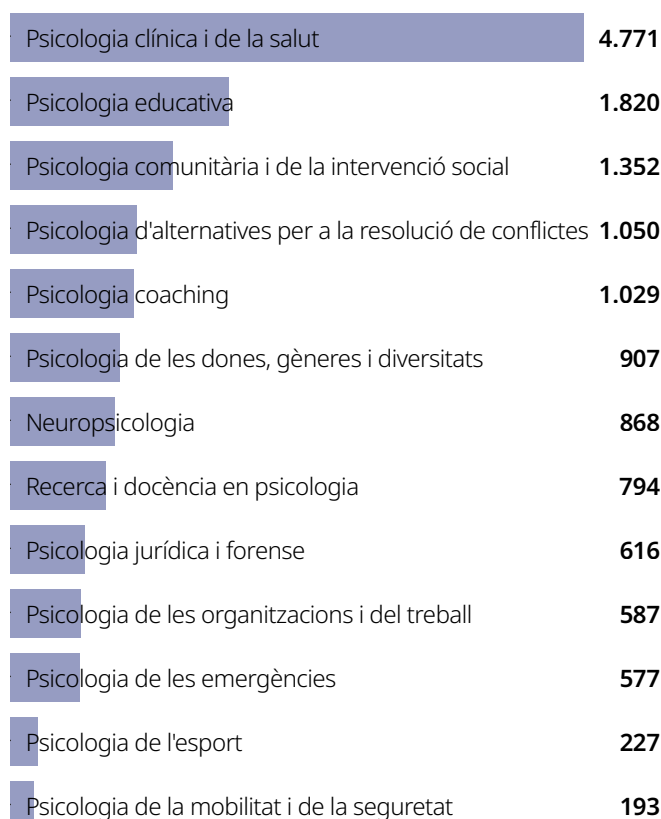 Psicologia clínica i de la salut 4.771
Psicologia educativa 1.820
Psicologia comunitària i de la intervenció social 1.352
Psicologia d'alternatives per a la resolució de conflictes 1.050
Psicologia coaching 1.029
Psicologia de les dones, gèneres i diversitats 907
Neuropsicologia 868
Recerca i docència en psicologia 794
Psicologia jurídica i forense 616
Psicologia de les organitzacions i del treball 587
Psicologia de les emergències 577
Psicologia de l'esport 227
Psicologia de la mobilitat i de la seguretat 193